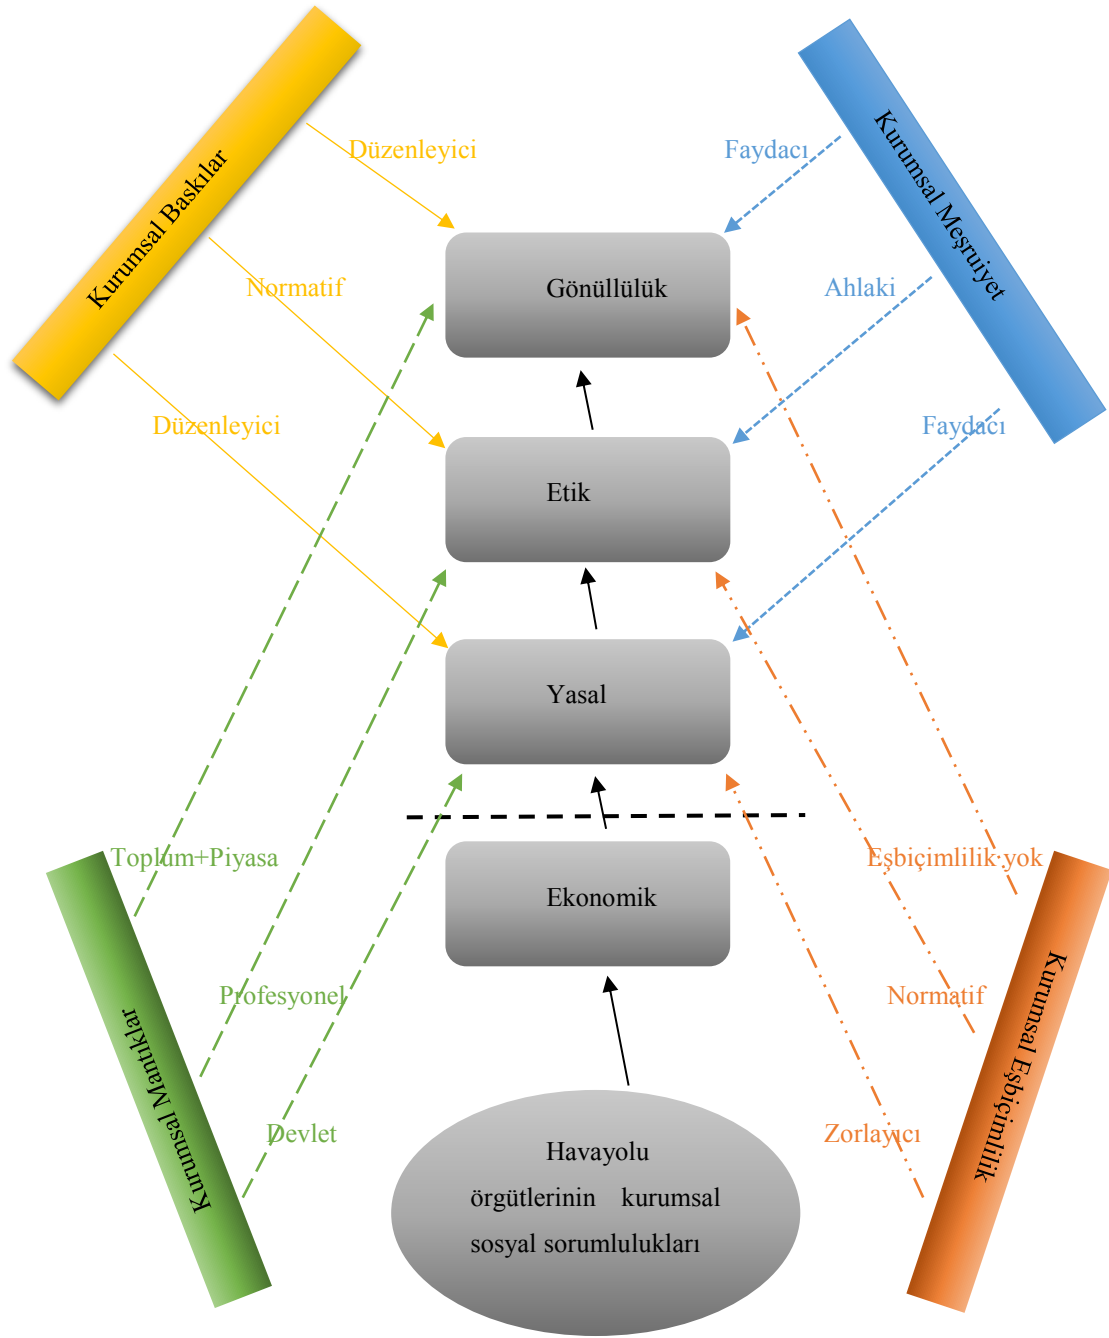 Kurumsal Baskılar
Kurumsal Meşruiyet
Düzenleyici
Faydacı
Gönüllülük
Normatif
Ahlaki
Düzenleyici
Faydacı
Etik
Yasal
Toplum+Piyasa
Eşbiçimlilik yok
Ekonomik
Profesyonel
Normatif
Kurumsal Mantıklar
Kurumsal Eşbiçimlilik
Devlet
Zorlayıcı
Havayolu
örgütlerinin kurumsal
sosyal sorumlulukları